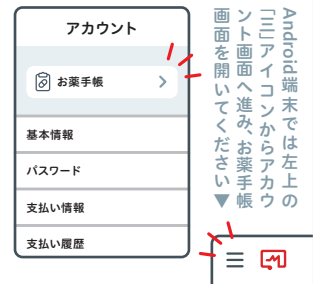 アカウント
お薬手帳
基本情報
パスワード
支払い情報
支払い履歴
Android端末では左上の
「三」アイコンからアカウ
ント画面へ進み、お薬手帳
画面を開いてください▼